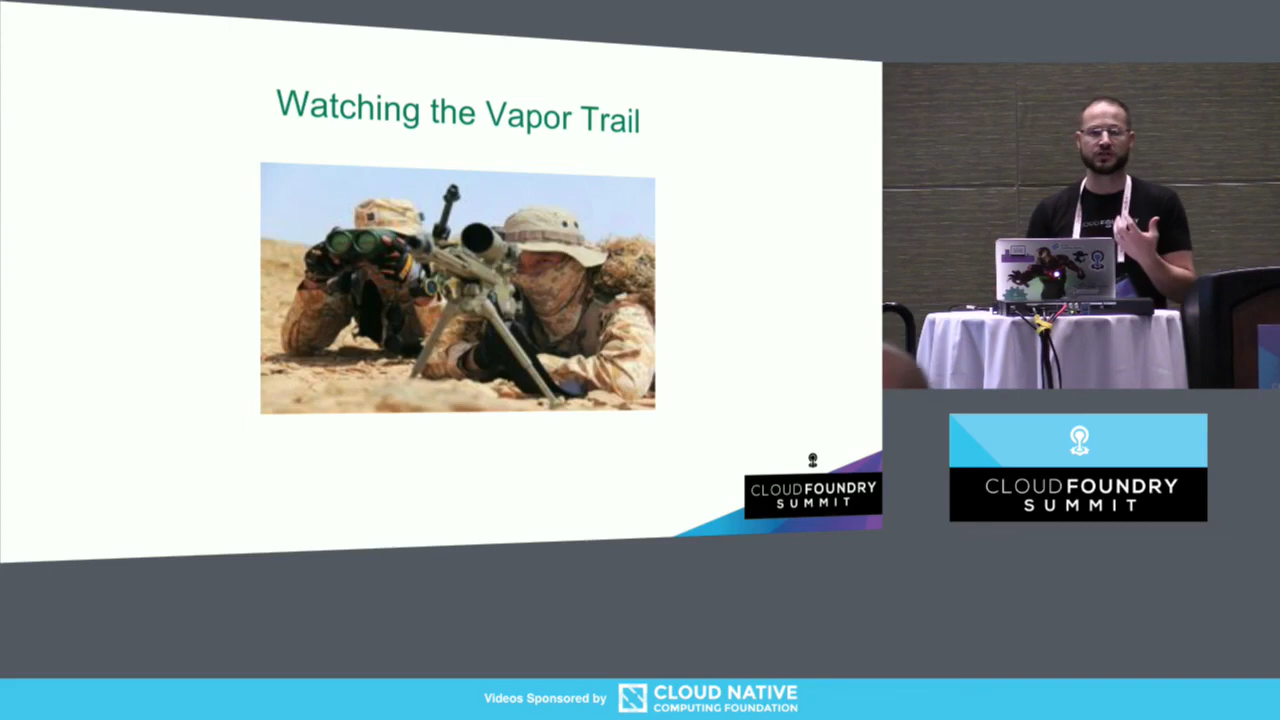 Watching the Vapor Trail
CLOUDFOUNDRY
SUMMIT
CLOUDFOUNDRY
SUMMIT
Videos Sponsored by
CLOUD NATIVE
COMPUTING FOUNDATION